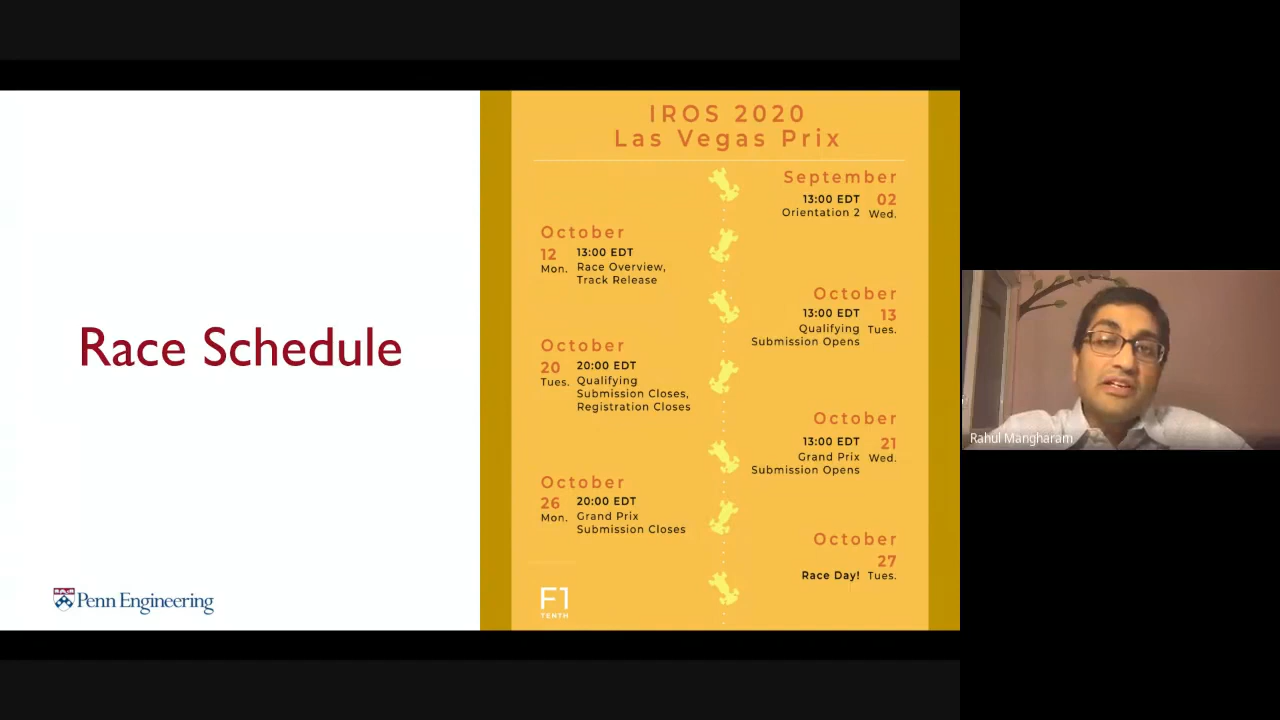 Race Schedule
Penn Engineering
IROS 2020
Las Vegas Prix
September
13:00 EDT 02
Orientation 2 Wed.
October
12 13:00 EDT
Mon. Race Overview,
Track Release
October
13:00 EDT 13
Qualifying Tues.
Submission Opens
October
20 20:00 EDT
Tues. Qualifying
Submission Closes,
Registration Closes
October
13:00 EDT 21
Grand Prix Wed.
Submission Opens
October
26 20:00 EDT
Mon. Grand Prix
Submission Closes
October
27
Race Day! Tues.
F1
TENTH
Rahul Mangharam